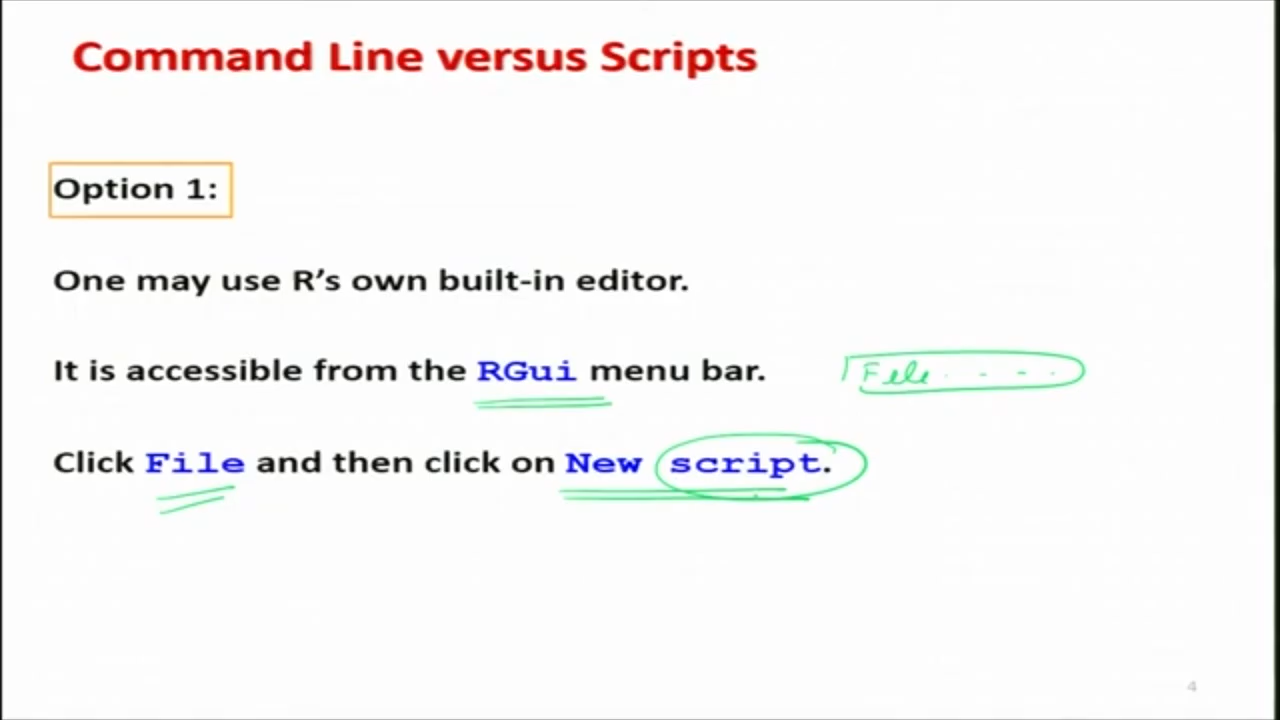 Command Line versus Scripts
Option 1:
One may use R’s own built-in editor.
It is accessible from the RGui menu bar. File . - - .
Click File and then click on New script.
4